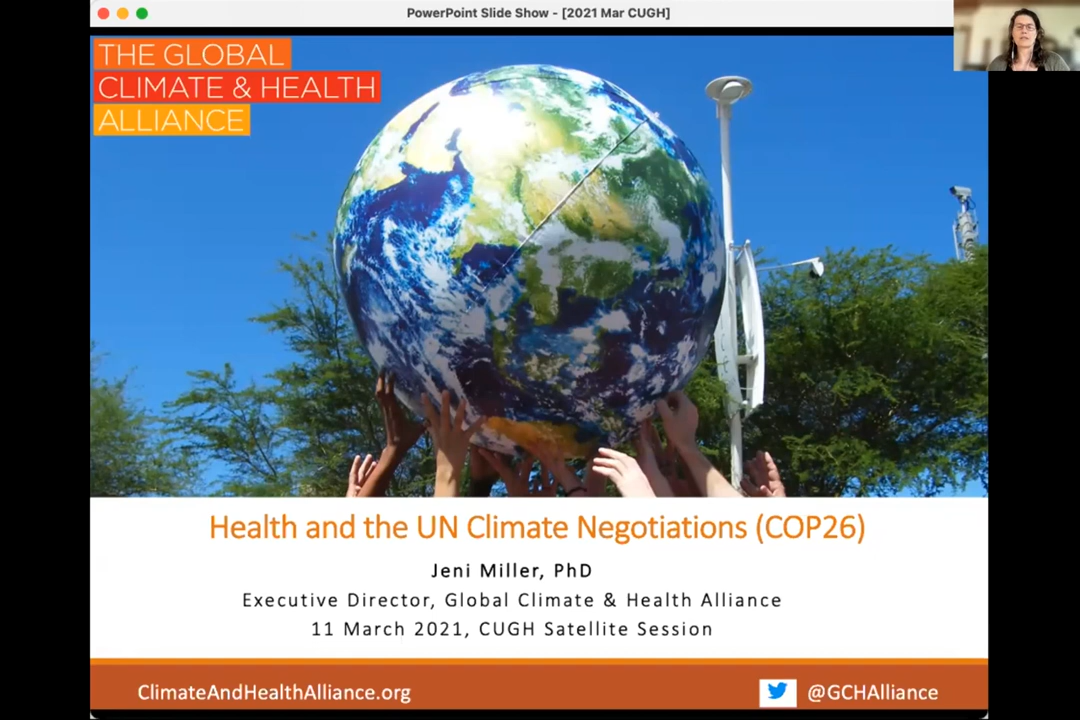 PowerPoint Slide Show - [2021 Mar CUGH]
THE GLOBAL
CLIMATE & HEALTH
ALLIANCE
Health and the UN Climate Negotiations (COP26)
Jeni Miller, PhD
Executive Director, Global Climate & Health Alliance
11 March 2021, CUGH Satellite Session
ClimateAndHealthAlliance.org
@GCHAlliance